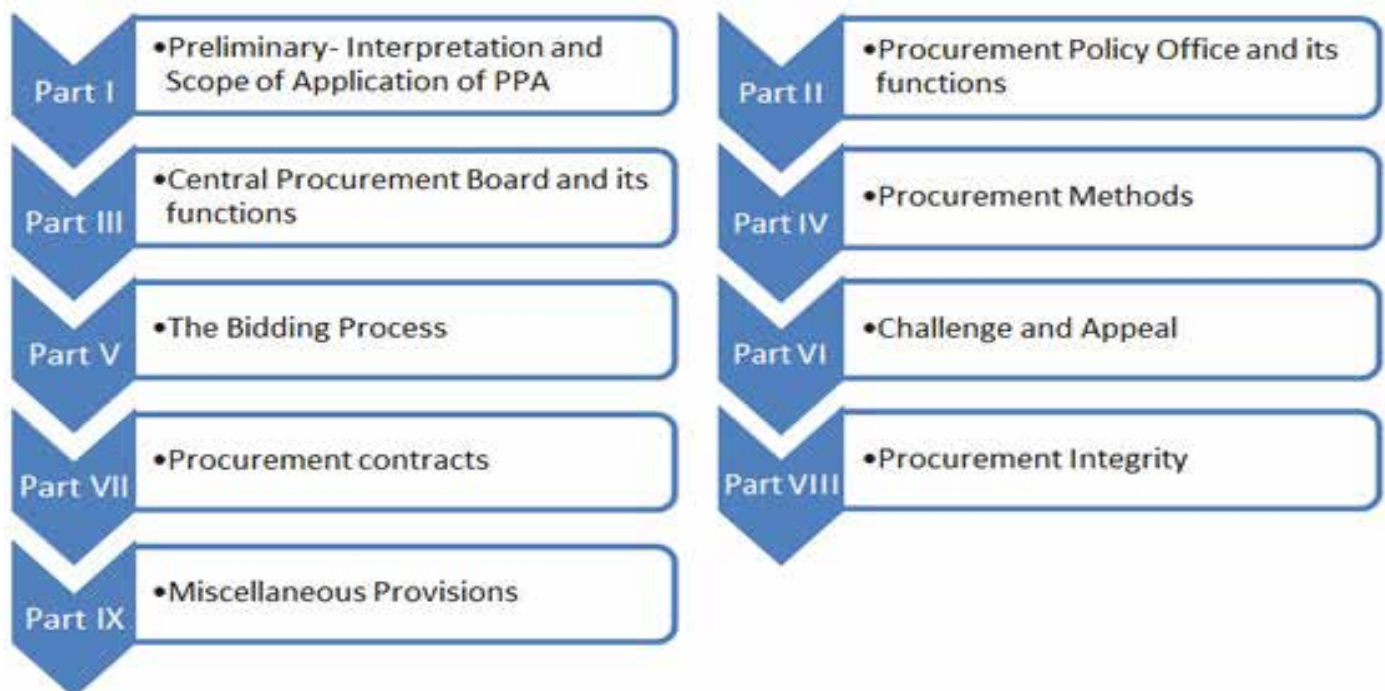 Part I
•Preliminary- Interpretation and
Scope of Application of PPA
Part II
•Procurement Policy Office and its
functions
Part III
•Central Procurement Board and its
functions
Part IV
•Procurement Methods
Part V
•The Bidding Process
Part VI
•Challenge and Appeal
Part VII
•Procurement contracts
Part VIII
•Procurement Integrity
Part IX
•Miscellaneous Provisions